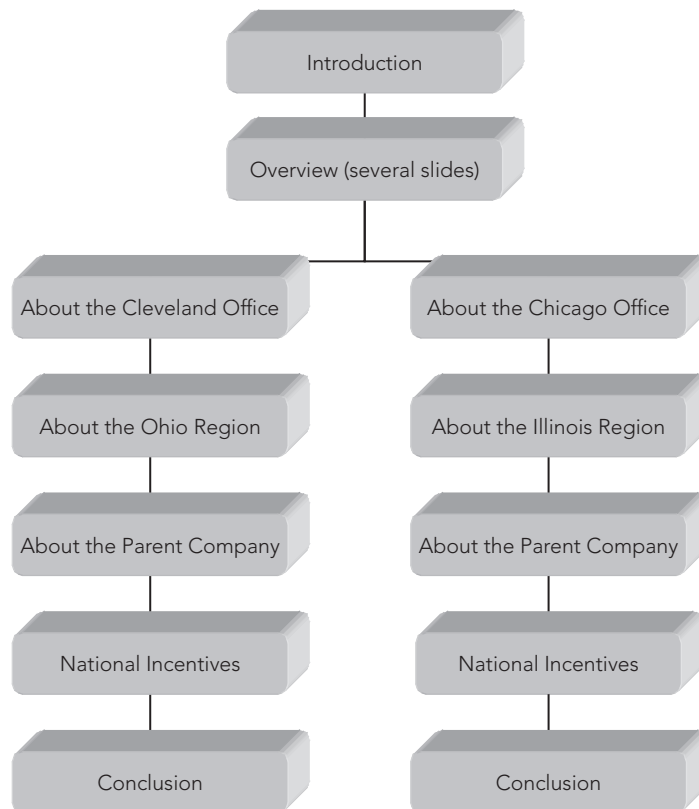 Introduction
Overview (several slides)
About the Cleveland Office
About the Chicago Office
About the Ohio Region
About the Illinois Region
About the Parent Company
About the Parent Company
National Incentives
National Incentives
Conclusion
Conclusion